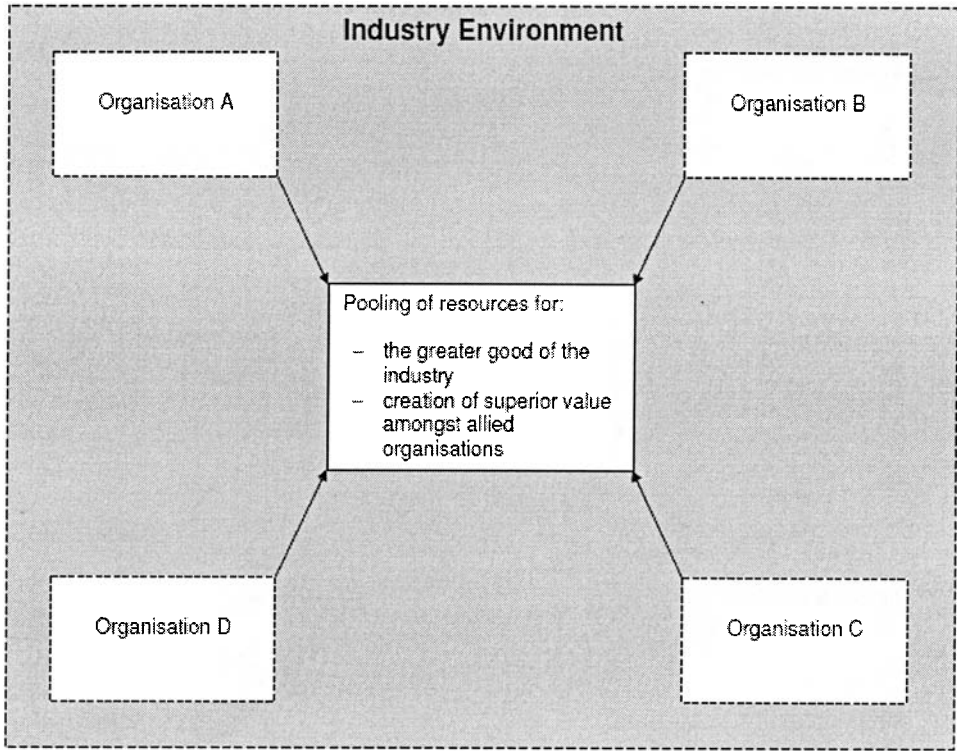 Industry Environment
Organisation A
Organisation B
Pooling of resources for:
– the greater good of the
industry
– creation of superior value
amongst allied
organisations
Organisation D
Organisation C